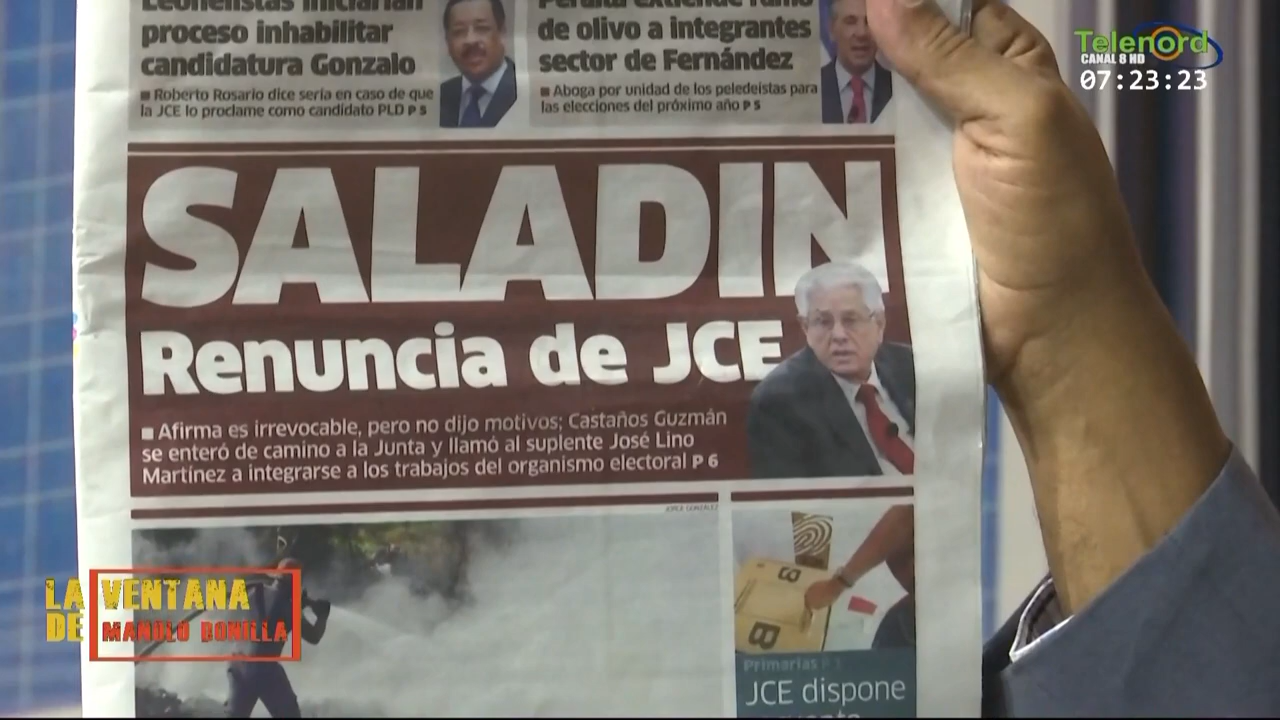 Leonelistas iniciarían
proceso inhabilitar
candidatura Gonzalo
■ Roberto Rosario dice sería en caso de que
la JCE lo proclame como candidato PLD P 5
Peralta extiende ramo
de olivo a integrantes
sector de Fernández
■ Aboga por unidad de los peledeistas para
las elecciones del próximo año P 5
Telenord
CANAL 8 HD
07:23:23
SALADIN
Renuncia de JCE
■ Afirma es irrevocable, pero no dijo motivos; Castaños Guzmán
se enteró de camino a la Junta y llamó al suplente José Lino
Martínez a integrarse a los trabajos del organismo electoral P 6
JORGE GONZÁLEZ
B
B
Primarias P 3
JCE dispone
LA VENTANA
DE MANOLO BONILLA